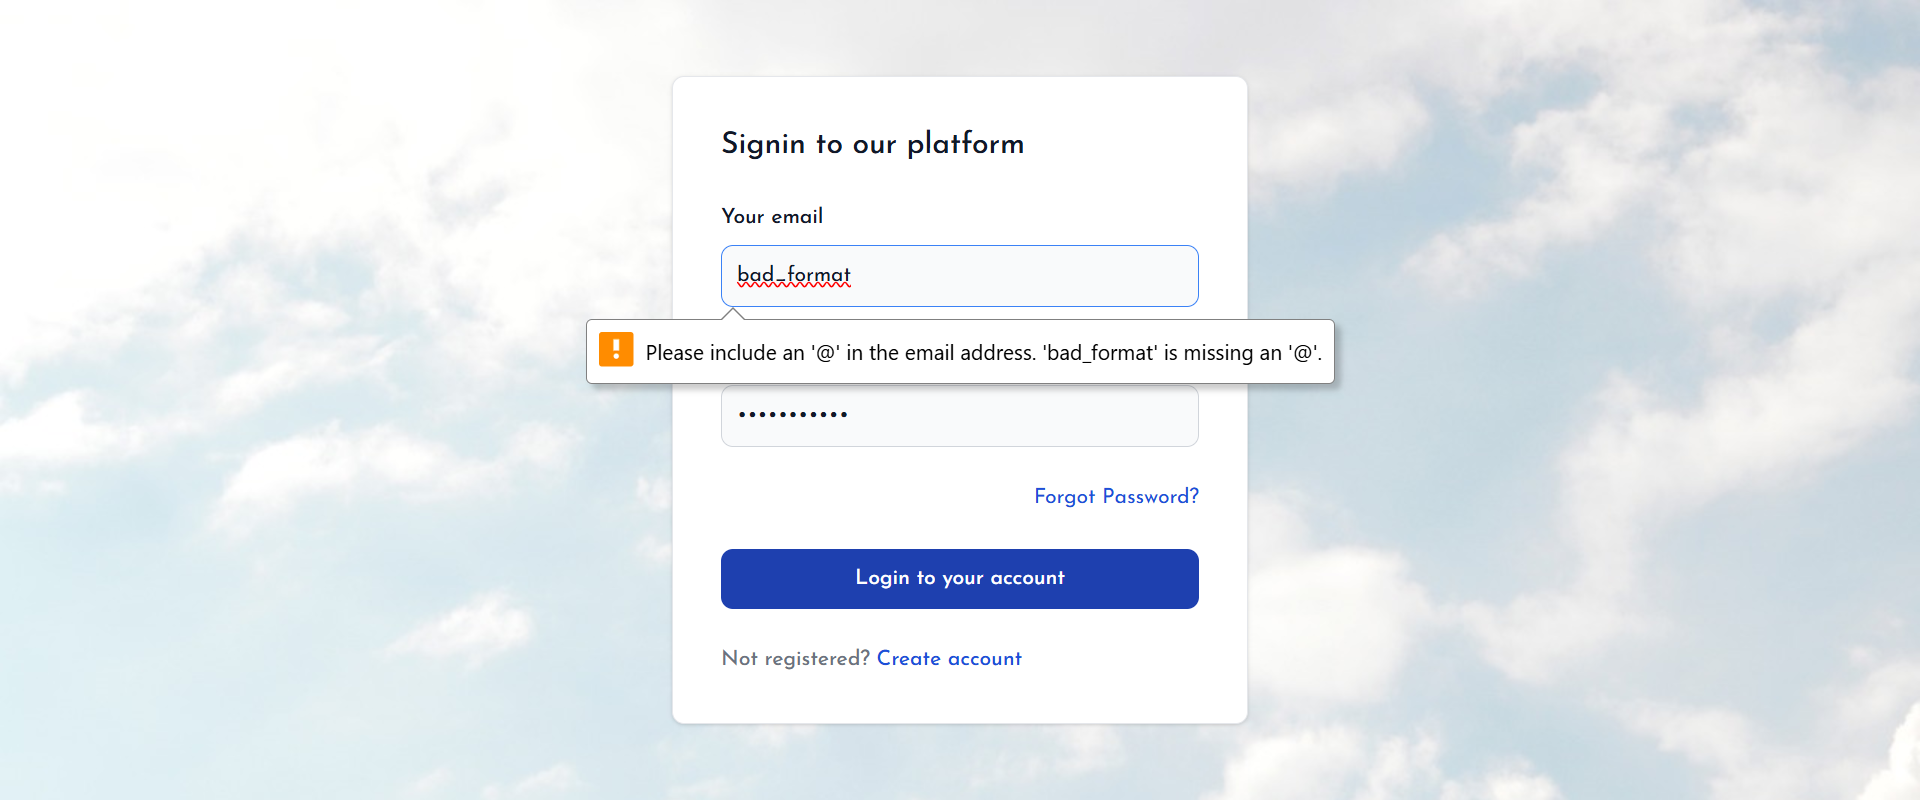 Signin to our platform
Your email
bad_format
Please include an '@' in the email address. 'bad_format' is missing an '@'.
•••••••••••
Forgot Password?
Login to your account
Not registered? Create account